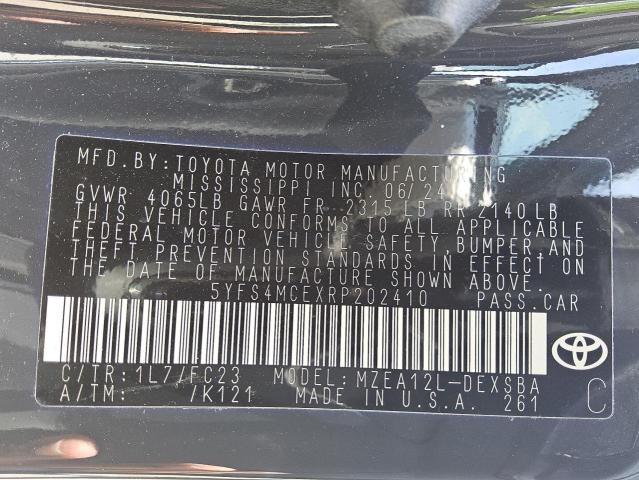 MFD. BY: TOYOTA MOTOR MANUFACTURING
MISSISSIPPI INC. 06/24
GVWR 4065LB GAWR FR 2315 LB RR 2140 LB
THIS VEHICLE CONFORMS TO ALL APPLICABLE
FEDERAL MOTOR VEHICLE SAFETY, BUMPER, AND
THEFT PREVENTION STANDARDS IN EFFECT ON
THE DATE OF MANUFACTURE SHOWN ABOVE.
5YFS4MCEXRP202410 PASS. CAR
C/TR: 1L7/FC23 MODEL: MZEA12L-DEXSBA
A/TM: /K121 MADE IN U.S.A. 261 C